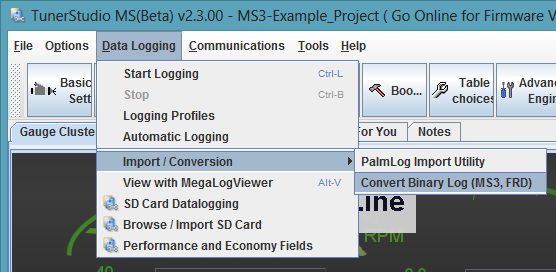 TunerStudio MS(Beta) v2.3.00 - MS3-Example_Project ( Go Online for Firmware V
File Options Data Logging Communications Tools Help
Basic
Sett
Start Logging Ctrl-L
Stop Ctrl-B
Logging Profiles
Automatic Logging
Import / Conversion
View with MegaLogViewer Alt-V
SD Card Datalogging
Browse / Import SD Card
Performance and Economy Fields
Boo...
Table
choices
Advanc
Engin
Gauge Cluste
For You Notes
PalmLog Import Utility
Convert Binary Log (MS3, FRD)
Line
RPM
40